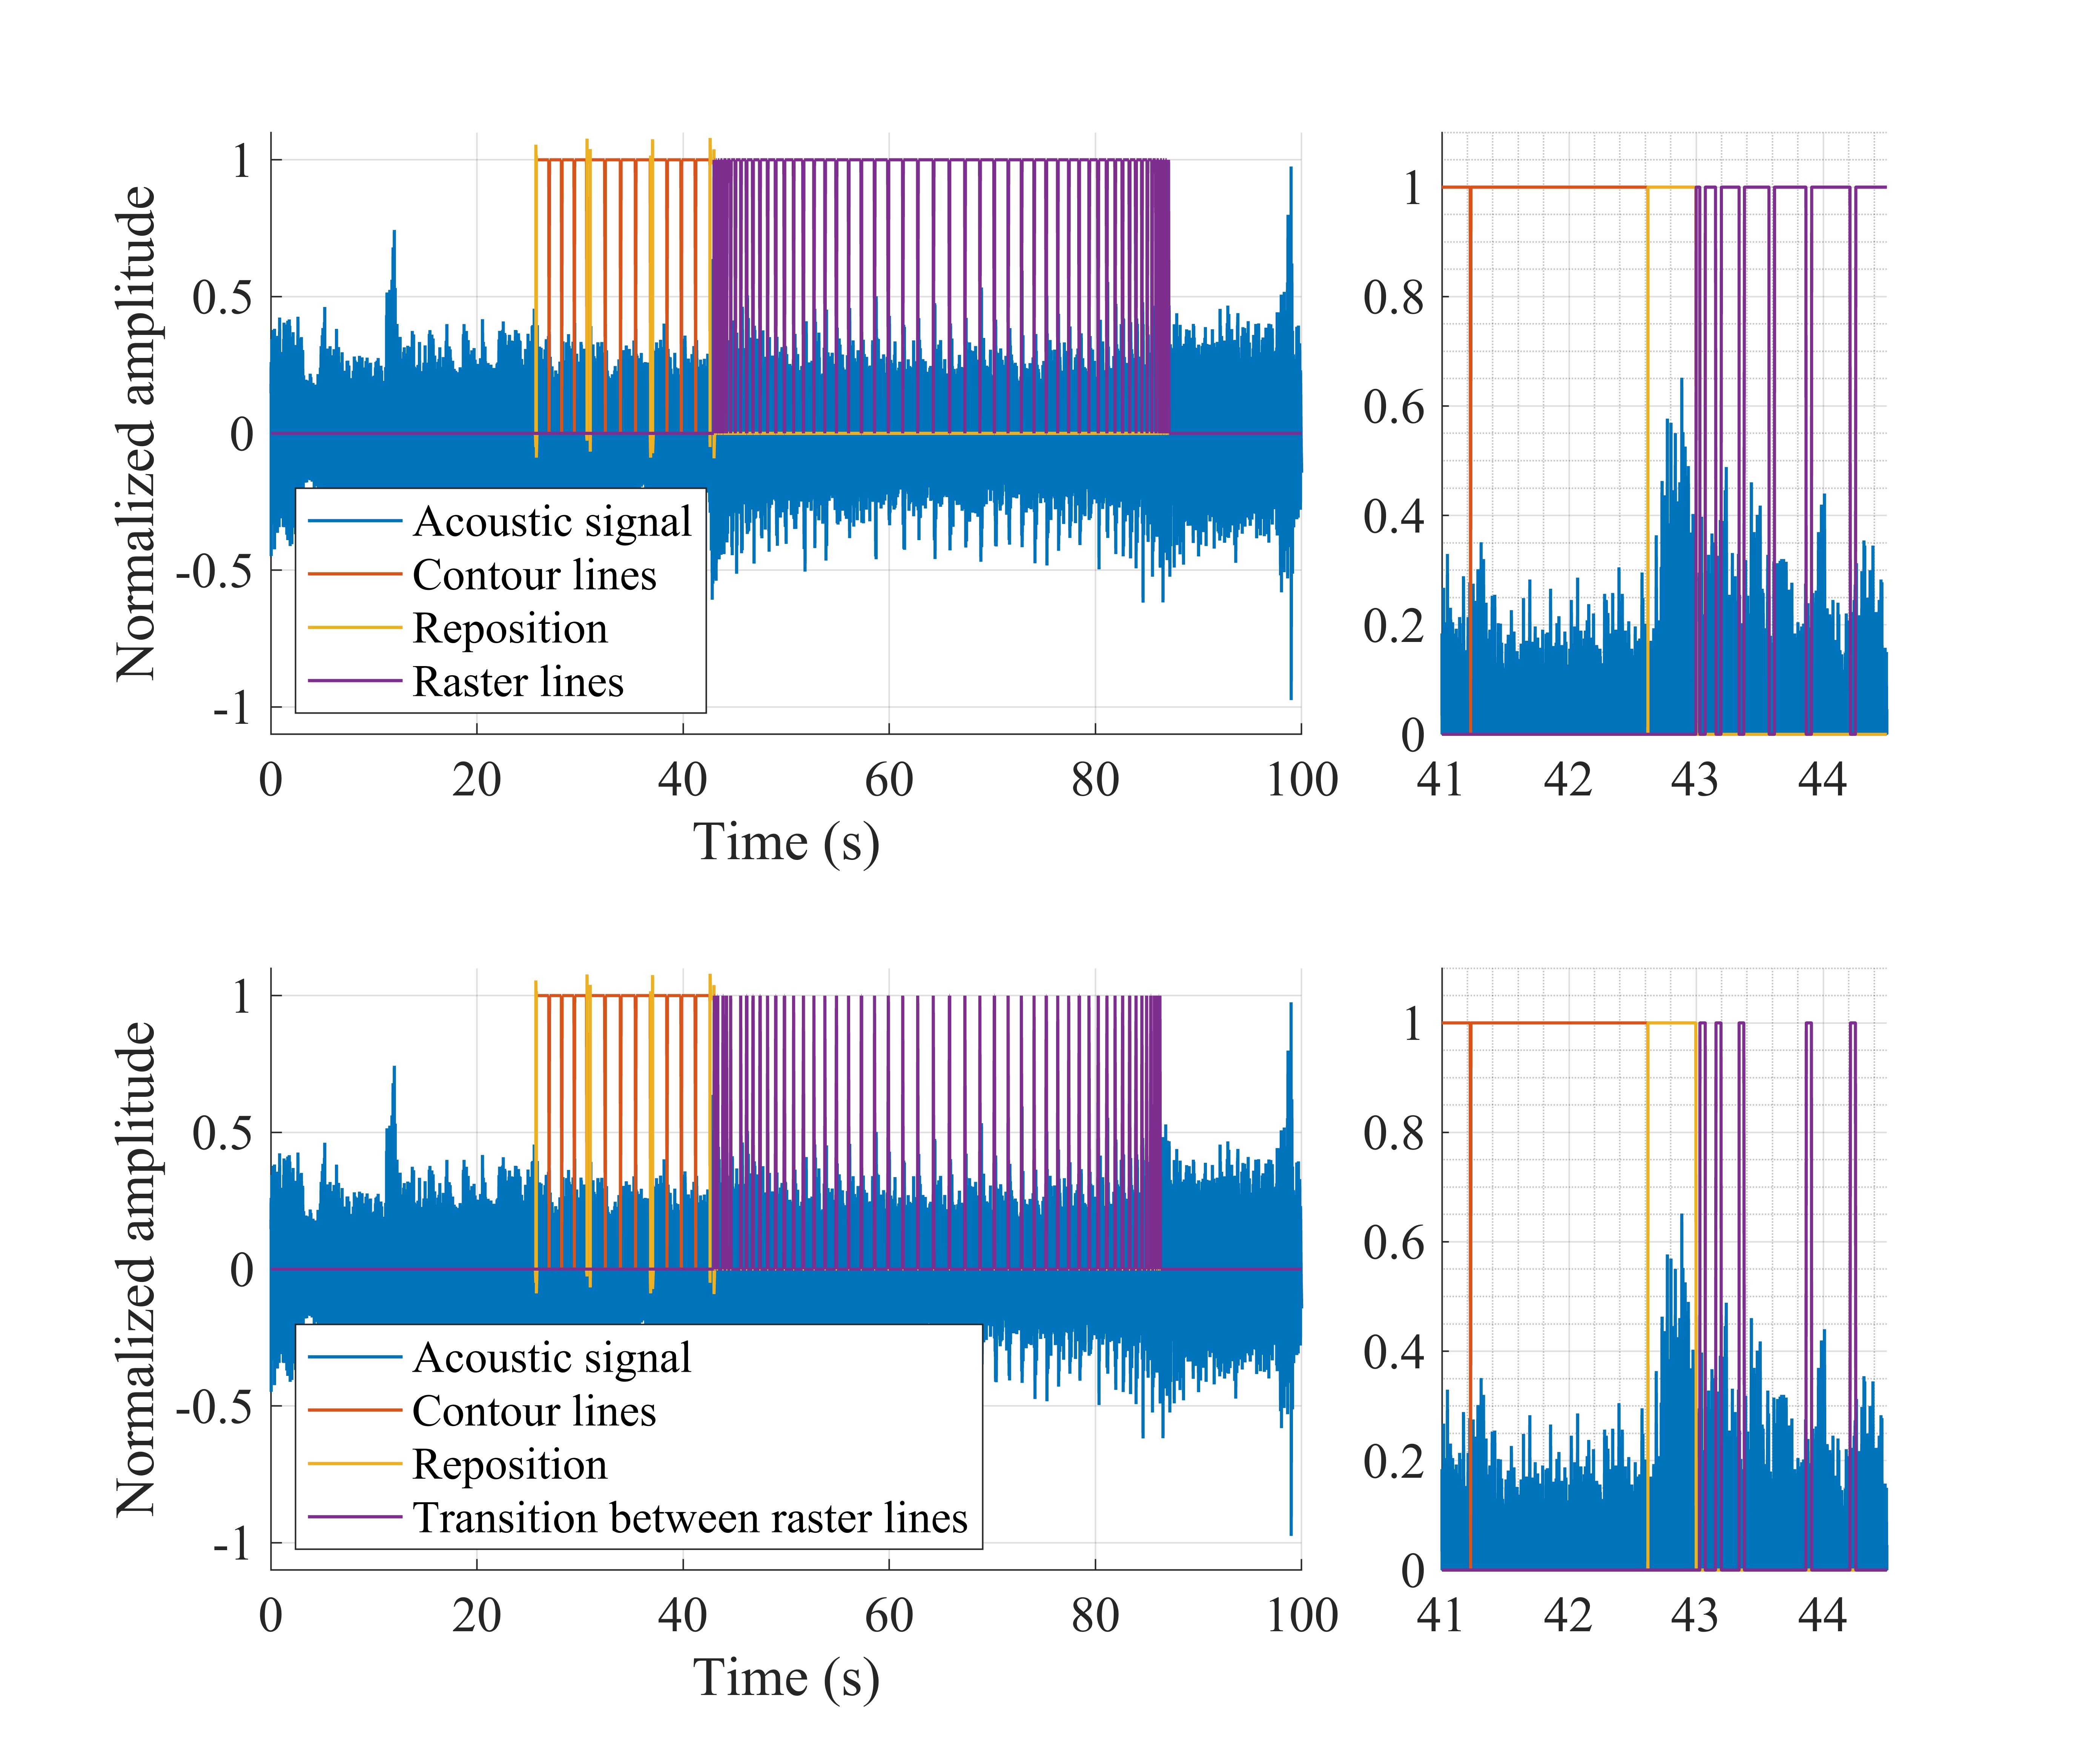 Normalized amplitude
1
0.5
0
-0.5
-1
Acoustic signal
Contour lines
Reposition
Raster lines
0 20 40 60 80 100
Time (s)
1
0.8
0.6
0.4
0.2
0
41 42 43 44
Normalized amplitude
1
0.5
0
-0.5
-1
Acoustic signal
Contour lines
Reposition
Transition between raster lines
0 20 40 60 80 100
Time (s)
1
0.8
0.6
0.4
0.2
0
41 42 43 44